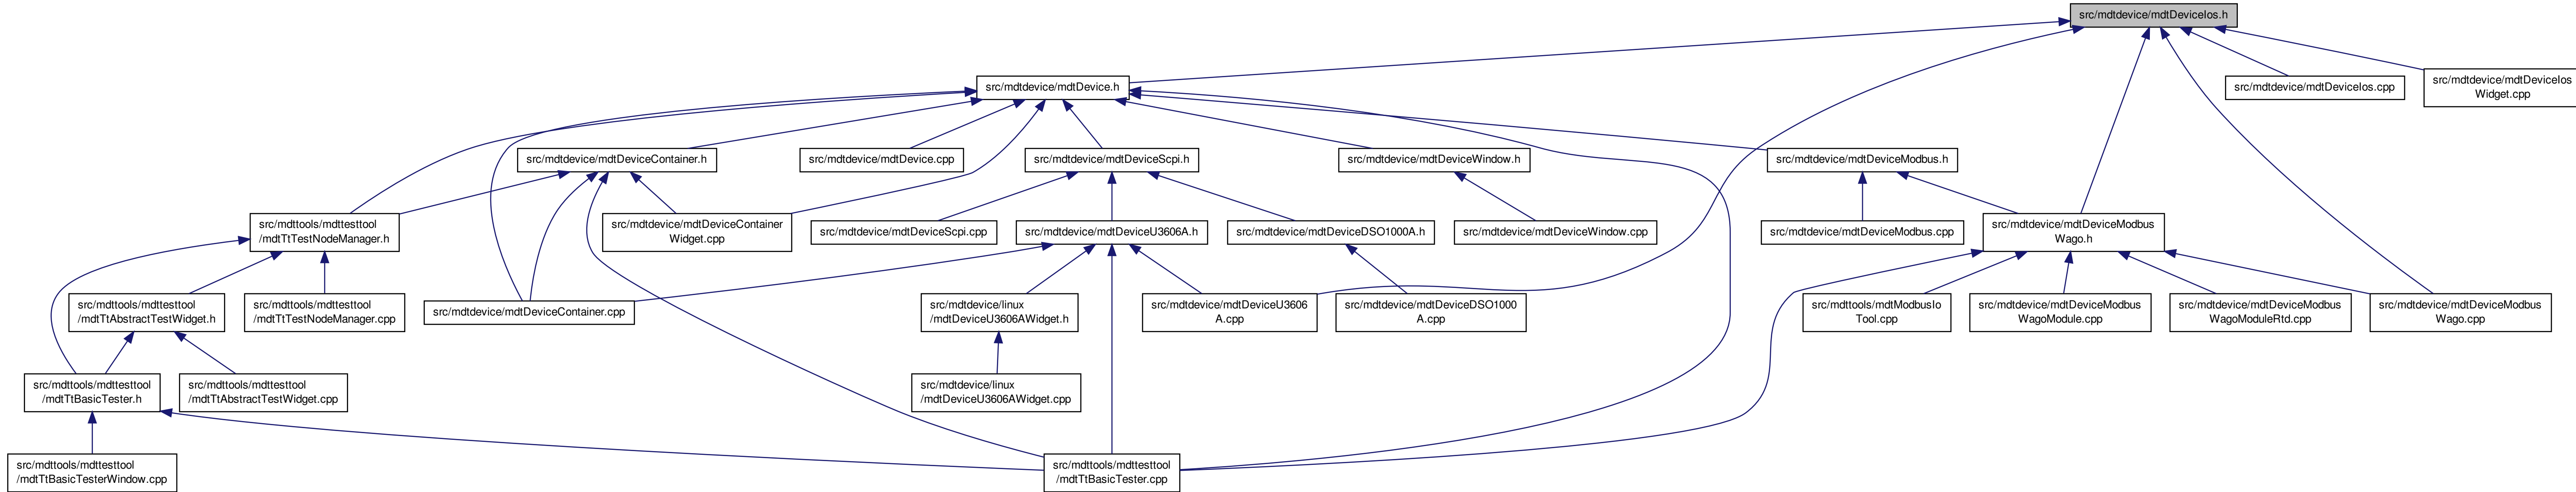 src/mdtdevice/mdtDeviceIos.h
src/mdtdevice/mdtDevice.h
src/mdtdevice/mdtDeviceIos.cpp
src/mdtdevice/mdtDeviceIos
Widget.cpp
src/mdtdevice/mdtDeviceContainer.h
src/mdtdevice/mdtDevice.cpp
src/mdtdevice/mdtDeviceScpi.h
src/mdtdevice/mdtDeviceWindow.h
src/mdtdevice/mdtDeviceModbus.h
src/mdttools/mdttesttool
/mdtTtTestNodeManager.h
src/mdtdevice/mdtDeviceContainer
Widget.cpp
src/mdtdevice/mdtDeviceScpi.cpp
src/mdtdevice/mdtDeviceU3606A.h
src/mdtdevice/mdtDeviceDSO1000A.h
src/mdtdevice/mdtDeviceWindow.cpp
src/mdtdevice/mdtDeviceModbus.cpp
src/mdtdevice/mdtDeviceModbus
Wago.h
src/mdttools/mdttesttool
/mdtTtAbstractTestWidget.h
src/mdttools/mdttesttool
/mdtTtTestNodeManager.cpp
src/mdtdevice/mdtDeviceContainer.cpp
src/mdtdevice/linux
/mdtDeviceU3606AWidget.h
src/mdtdevice/mdtDeviceU3606
A.cpp
src/mdtdevice/mdtDeviceDSO1000
A.cpp
src/mdttools/mdtModbusIo
Tool.cpp
src/mdtdevice/mdtDeviceModbus
WagoModule.cpp
src/mdtdevice/mdtDeviceModbus
WagoModuleRtd.cpp
src/mdtdevice/mdtDeviceModbus
Wago.cpp
src/mdttools/mdttesttool
/mdtTtBasicTester.h
src/mdttools/mdttesttool
/mdtTtAbstractTestWidget.cpp
src/mdtdevice/linux
/mdtDeviceU3606AWidget.cpp
src/mdttools/mdttesttool
/mdtTtBasicTesterWindow.cpp
src/mdttools/mdttesttool
/mdtTtBasicTester.cpp